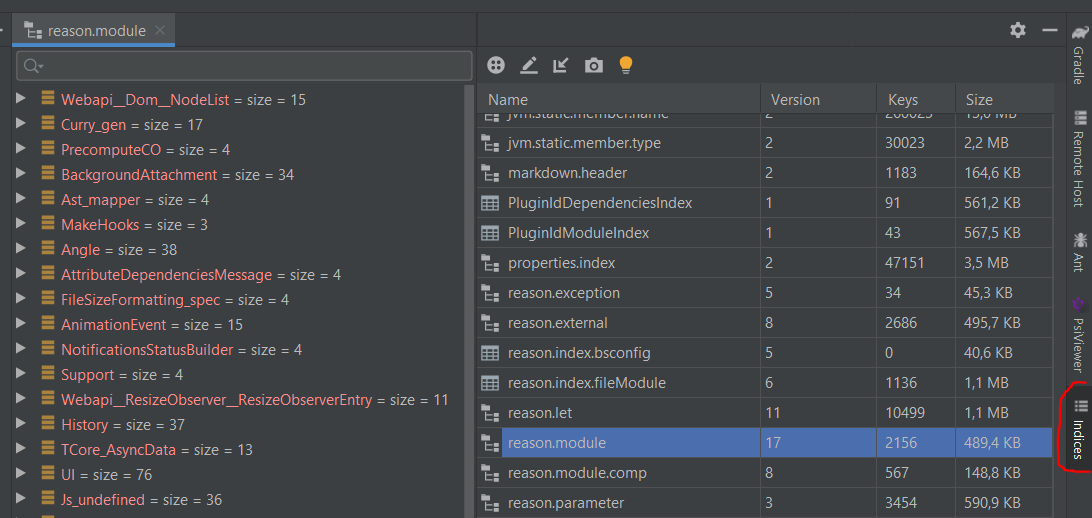 reason.module
Webapi__Dom__NodeList = size = 15
Curry_gen = size = 17
PrecomputeCO = size = 4
BackgroundAttachment = size = 34
Ast_mapper = size = 4
MakeHooks = size = 3
Angle = size = 38
AttributeDependenciesMessage = size = 4
FileSizeFormatting_spec = size = 4
AnimationEvent = size = 15
NotificationsStatusBuilder = size = 4
Support = size = 4
Webapi__ResizeObserver__ResizeObserverEntry = size = 11
History = size = 37
TCore_AsyncData = size = 13
UI = size = 76
Js_undefined = size = 36
Name Version Keys Size
jvm.static.member.name 2
jvm.static.member.type 2 30023 2,2 MB
markdown.header 2 1183 164,6 KB
PluginIdDependenciesIndex 1 91 561,2 KB
PluginIdModuleIndex 1 43 567,5 KB
properties.index 2 47151 3,5 MB
reason.exception 5 34 45,3 KB
reason.external 8 2686 495,7 KB
reason.index.bsconfig 5 0 40,6 KB
reason.index.fileModule 6 1136 1,1 MB
reason.let 11 10499 1,1 MB
reason.module 17 2156 489,4 KB
reason.module.comp 8 567 148,8 KB
reason.parameter 3 3454 590,9 KB
Gradle
Remote Host
Ant
PsiViewer
Indices